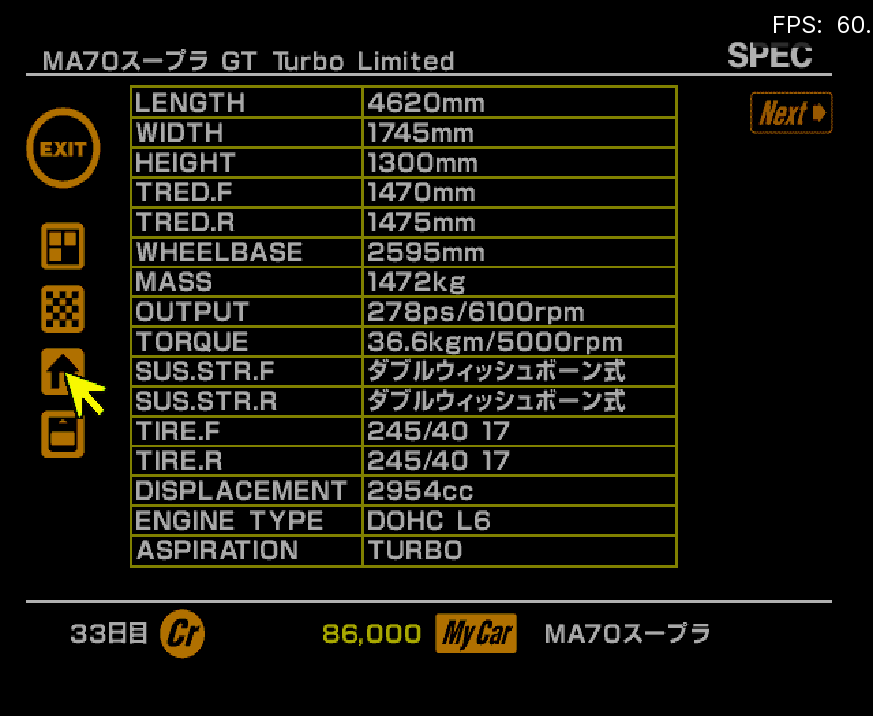 FPS: 60.
MA70スープラ GT Turbo Limited
SPEC
EXIT
Next
LENGTH 4620mm
WIDTH 1745mm
HEIGHT 1300mm
TRED.F 1470mm
TRED.R 1475mm
WHEELBASE 2595mm
MASS 1472kg
OUTPUT 278ps/6100rpm
TORQUE 36.6kgm/5000rpm
SUS.STR.F ダブルウィッシュボーン式
SUS.STR.R ダブルウィッシュボーン式
TIRE.F 245/40 17
TIRE.R 245/40 17
DISPLACEMENT 2954cc
ENGINE TYPE DOHC L6
ASPIRATION TURBO
33日目 Cr 86,000 My Car MA70スープラ